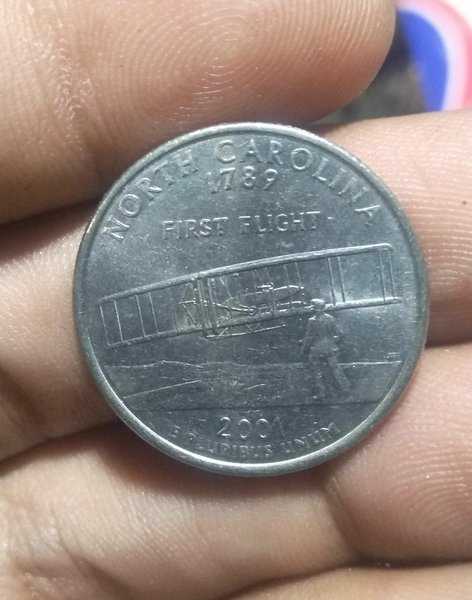 NORTH CAROLINA
1789
FIRST FLIGHT
2001
E PLURIBUS UNUM